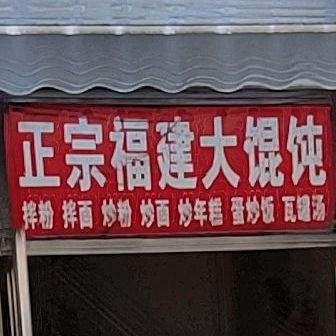 正宗福建大馄饨
拌粉 拌面 炒粉 炒面 炒年糕 蛋炒饭 瓦罐汤